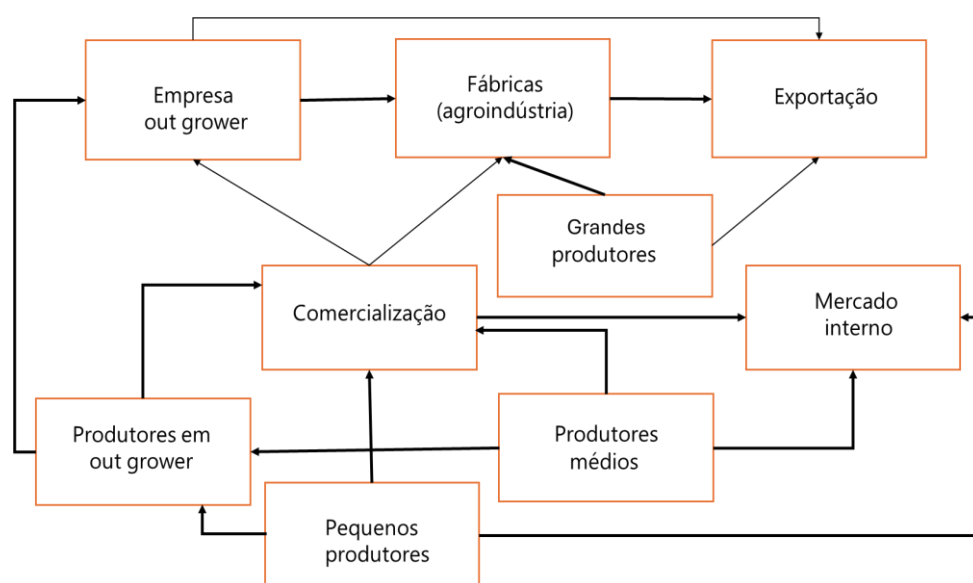 Empresa
out grower
Fábricas
(agroindústria)
Exportação
Grandes
produtores
Comercialização
Mercado
interno
Produtores em
out grower
Produtores
médios
Pequenos
produtores